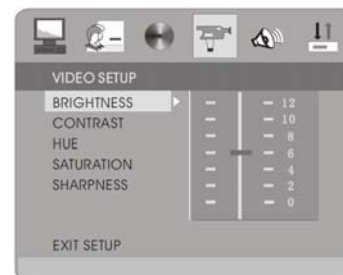 VIDEO SETUP
BRIGHTNESS
CONTRAST
HUE
SATURATION
SHARPNESS
12
10
8
6
4
2
0
EXIT SETUP